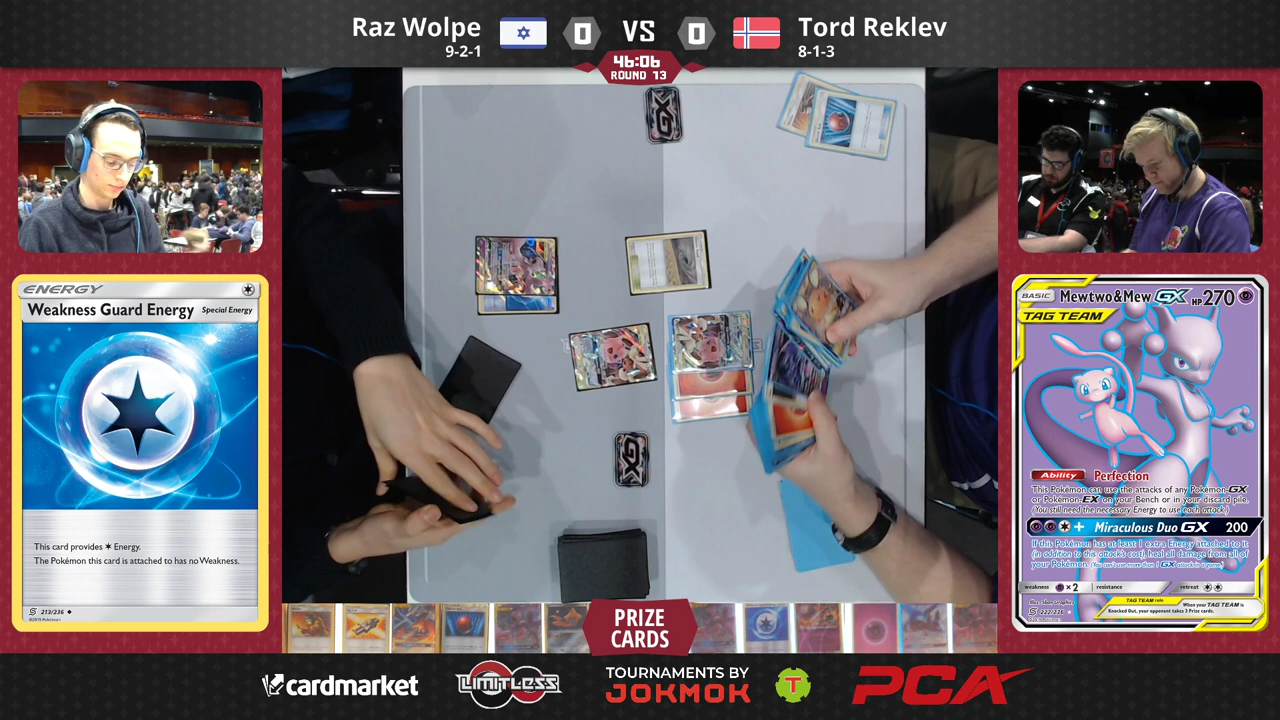 Raz Wolpe
9-2-1
0 VS 0
Tord Reklev
8-1-3
46:06
ROUND 13
ENERGY
Weakness Guard Energy Special Energy
This card provides Energy.
The Pokémon this card is attached to has no Weakness.
213/236
GX
GX
BASIC Mewtwo&Mew GX HP270
TAG TEAM
Ability Perfection
This Pokémon can use the attacks of any Pokémon-GX
or Pokémon-EX on your Bench or in your discard pile.
(You still need the necessary Energy to use each attack.)
+ Miraculous Duo GX 200
If this Pokémon has at least 1 extra Energy attached to it
(in addition to this attack's cost), heal all damage from all of
your Pokémon. (You can't use more than 1 GX attack in a game.)
weakness ×2 resistance retreat
TAG TEAM rule
When your TAG TEAM is
Knocked Out, your opponent takes 3 Prize cards.
222/236
PRIZE
CARDS
cardmarket
LIMITLESS
TOURNAMENTS BY
JOKMOK
T
PCA